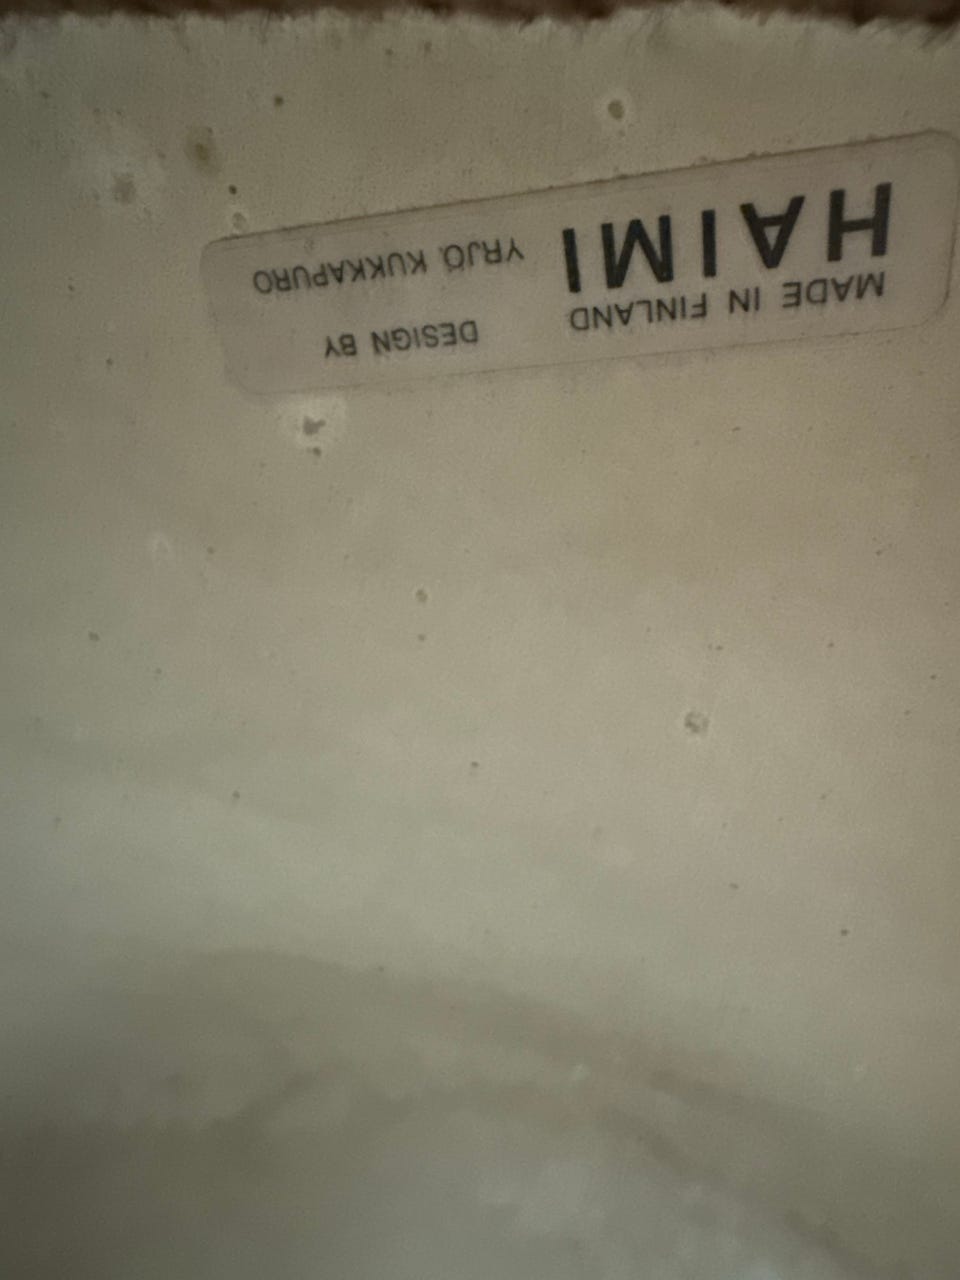 MADE IN FINLAND
HAIMI
DESIGN BY
YRJÖ KUKKAPURO